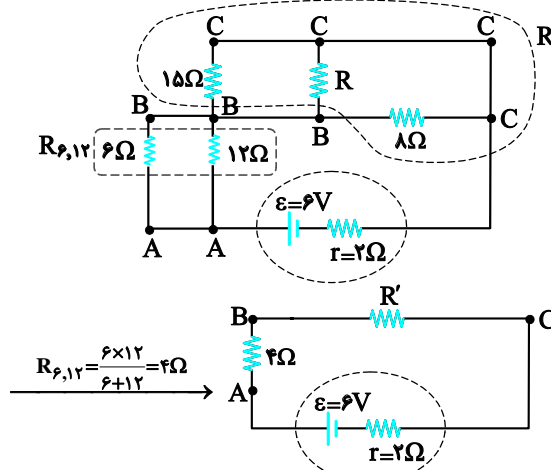 C C C R
۱۵Ω R
B B B ۸Ω C
R۶,۱۲ ۶Ω ۱۲Ω
ε=۶V
r=۲Ω
A A
R′
B C
R۶,۱۲=۶×۱۲/۶+۱۲=۴Ω ۴Ω
A
ε=۶V
r=۲Ω